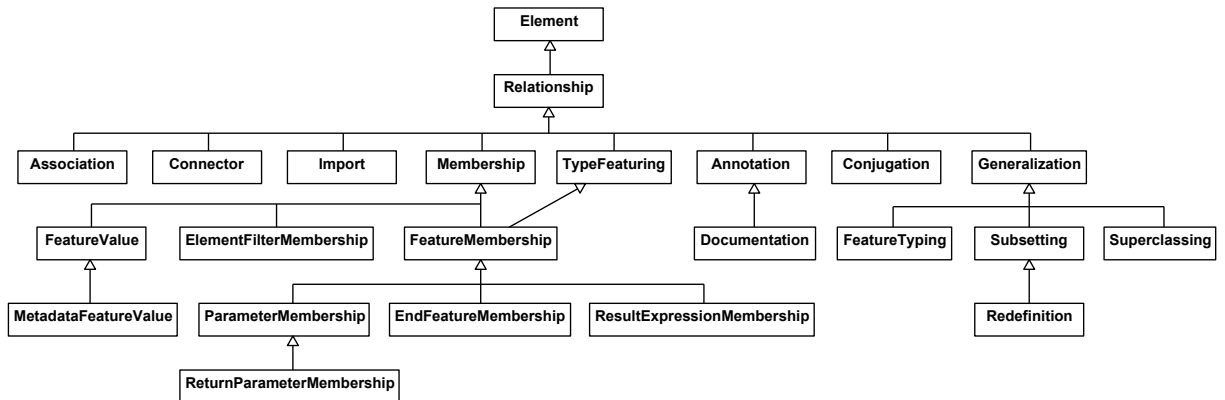 Element
Relationship
Association
Connector
Import
Membership
TypeFeaturing
Annotation
Conjugation
Generalization
FeatureValue
ElementFilterMembership
FeatureMembership
Documentation
FeatureTyping
Subsetting
Superclassing
MetadataFeatureValue
ParameterMembership
EndFeatureMembership
ResultExpressionMembership
Redefinition
ReturnParameterMembership